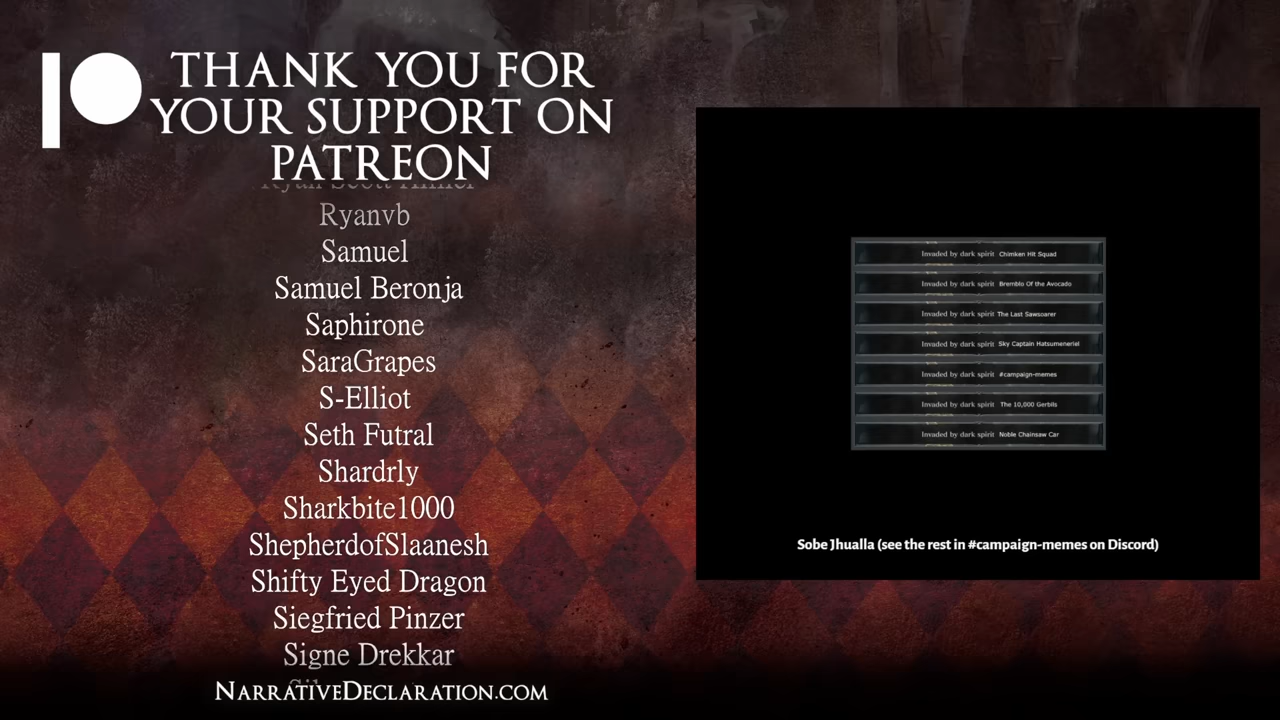 THANK YOU FOR
YOUR SUPPORT ON
PATREON
Ryanvb
Samuel
Samuel Beronja
Saphirone
SaraGrapes
S-Elliot
Seth Futral
Shardrly
Sharkbite1000
ShepherdofSlaanesh
Shifty Eyed Dragon
Siegfried Pinzer
Signe Drekkar
NARRATIVEDECLARATION.COM
Invaded by dark spirit Chimken Hit Squad
Invaded by dark spirit Bremblo Of the Avocado
Invaded by dark spirit The Last Sawsoarer
Invaded by dark spirit Sky Captain Hatsumeneriel
Invaded by dark spirit #campaign-memes
Invaded by dark spirit The 10,000 Gerbils
Invaded by dark spirit Noble Chainsaw Car
Sobe Jhualla (see the rest in #campaign-memes on Discord)